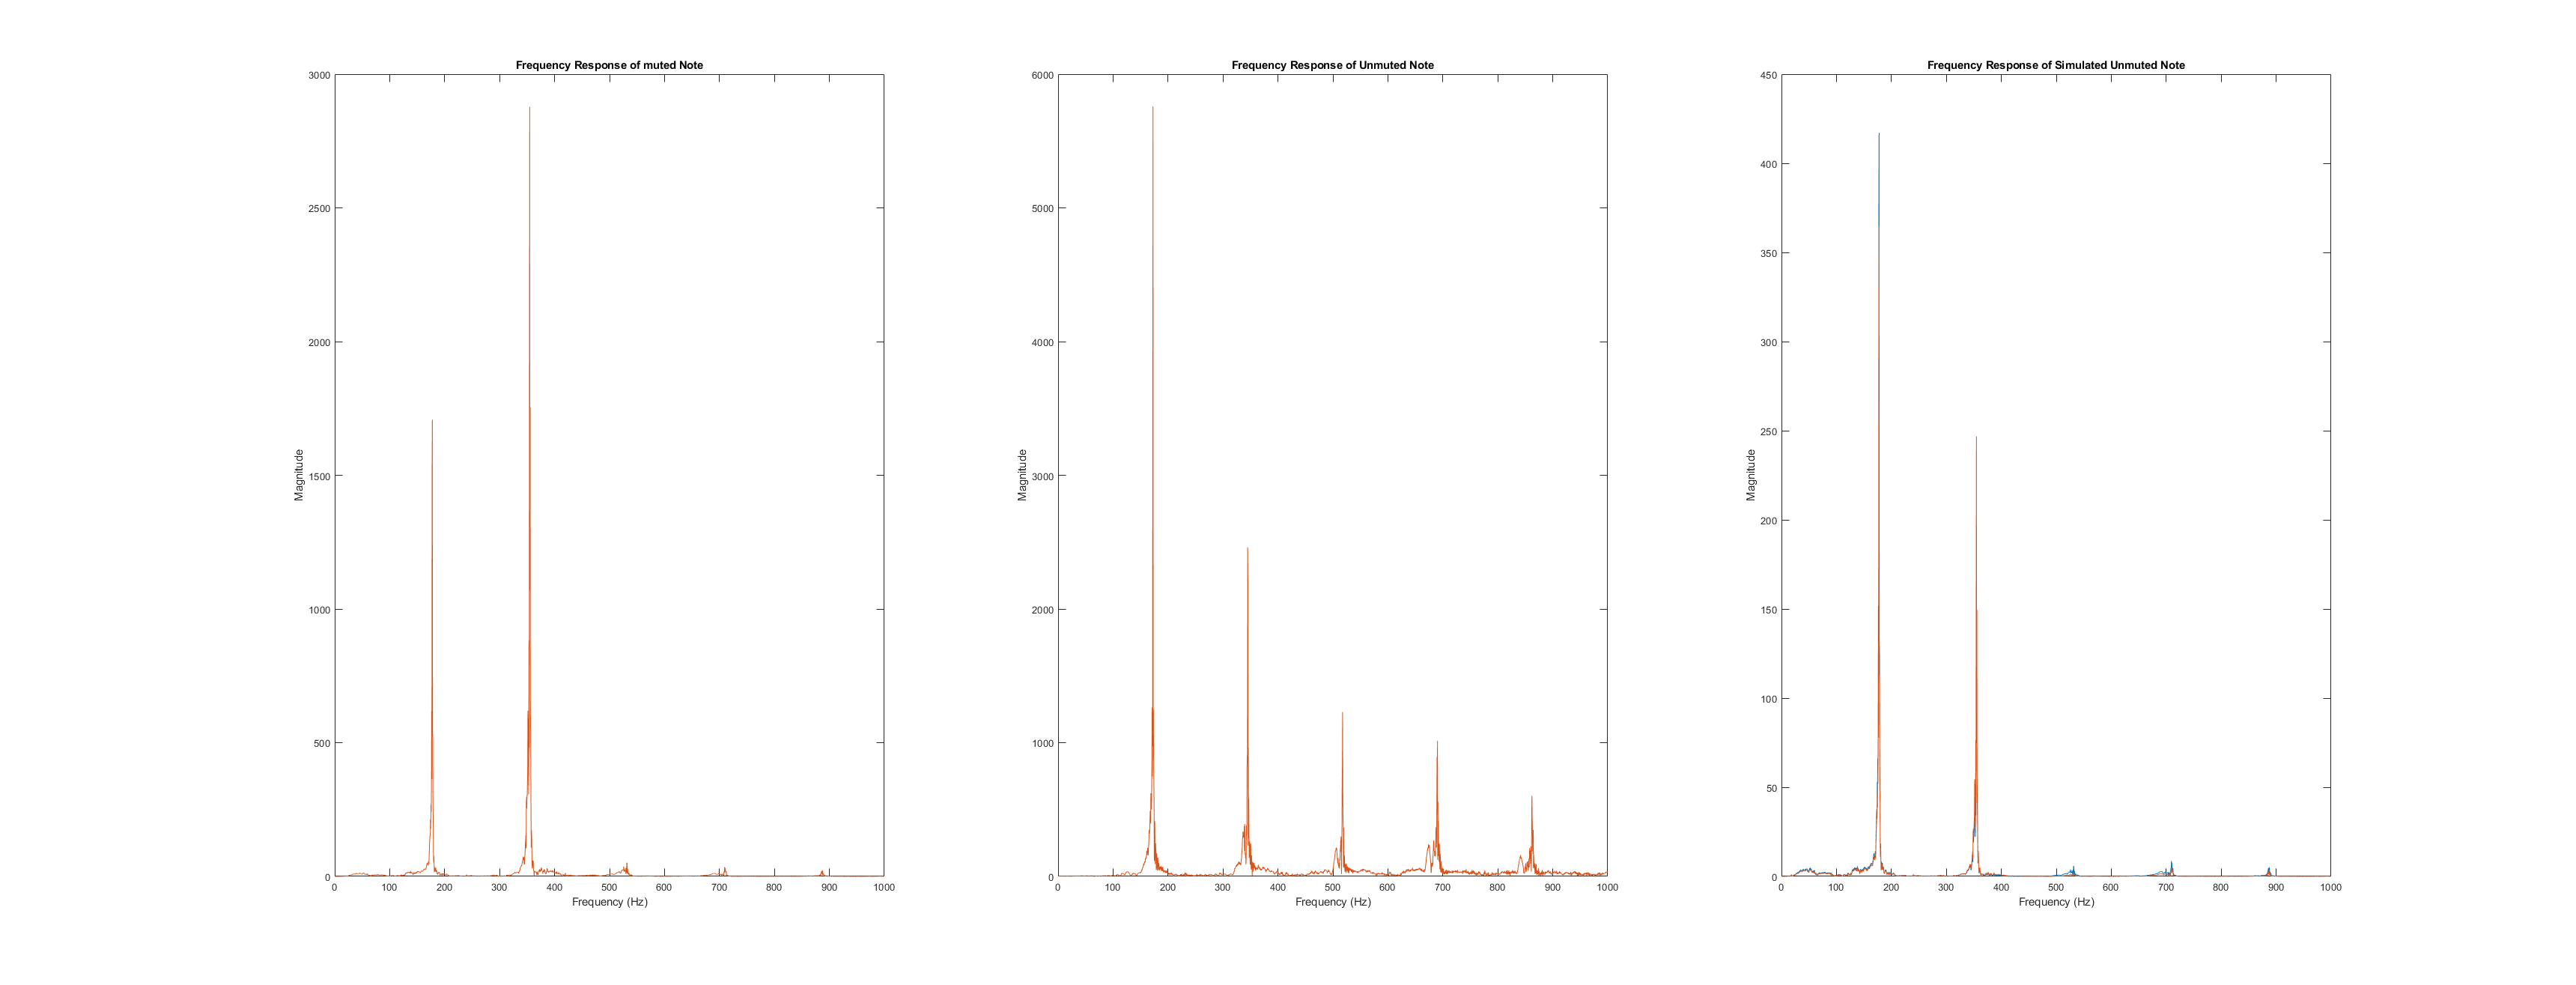 Frequency Response of muted Note
3000
2500
2000
1500
1000
500
0
Magnitude
0 100 200 300 400 500 600 700 800 900 1000
Frequency (Hz)
Frequency Response of Unmuted Note
6000
5000
4000
3000
2000
1000
0
Magnitude
0 100 200 300 400 500 600 700 800 900 1000
Frequency (Hz)
Frequency Response of Simulated Unmuted Note
450
400
350
300
250
200
150
100
50
0
Magnitude
0 100 200 300 400 500 600 700 800 900 1000
Frequency (Hz)